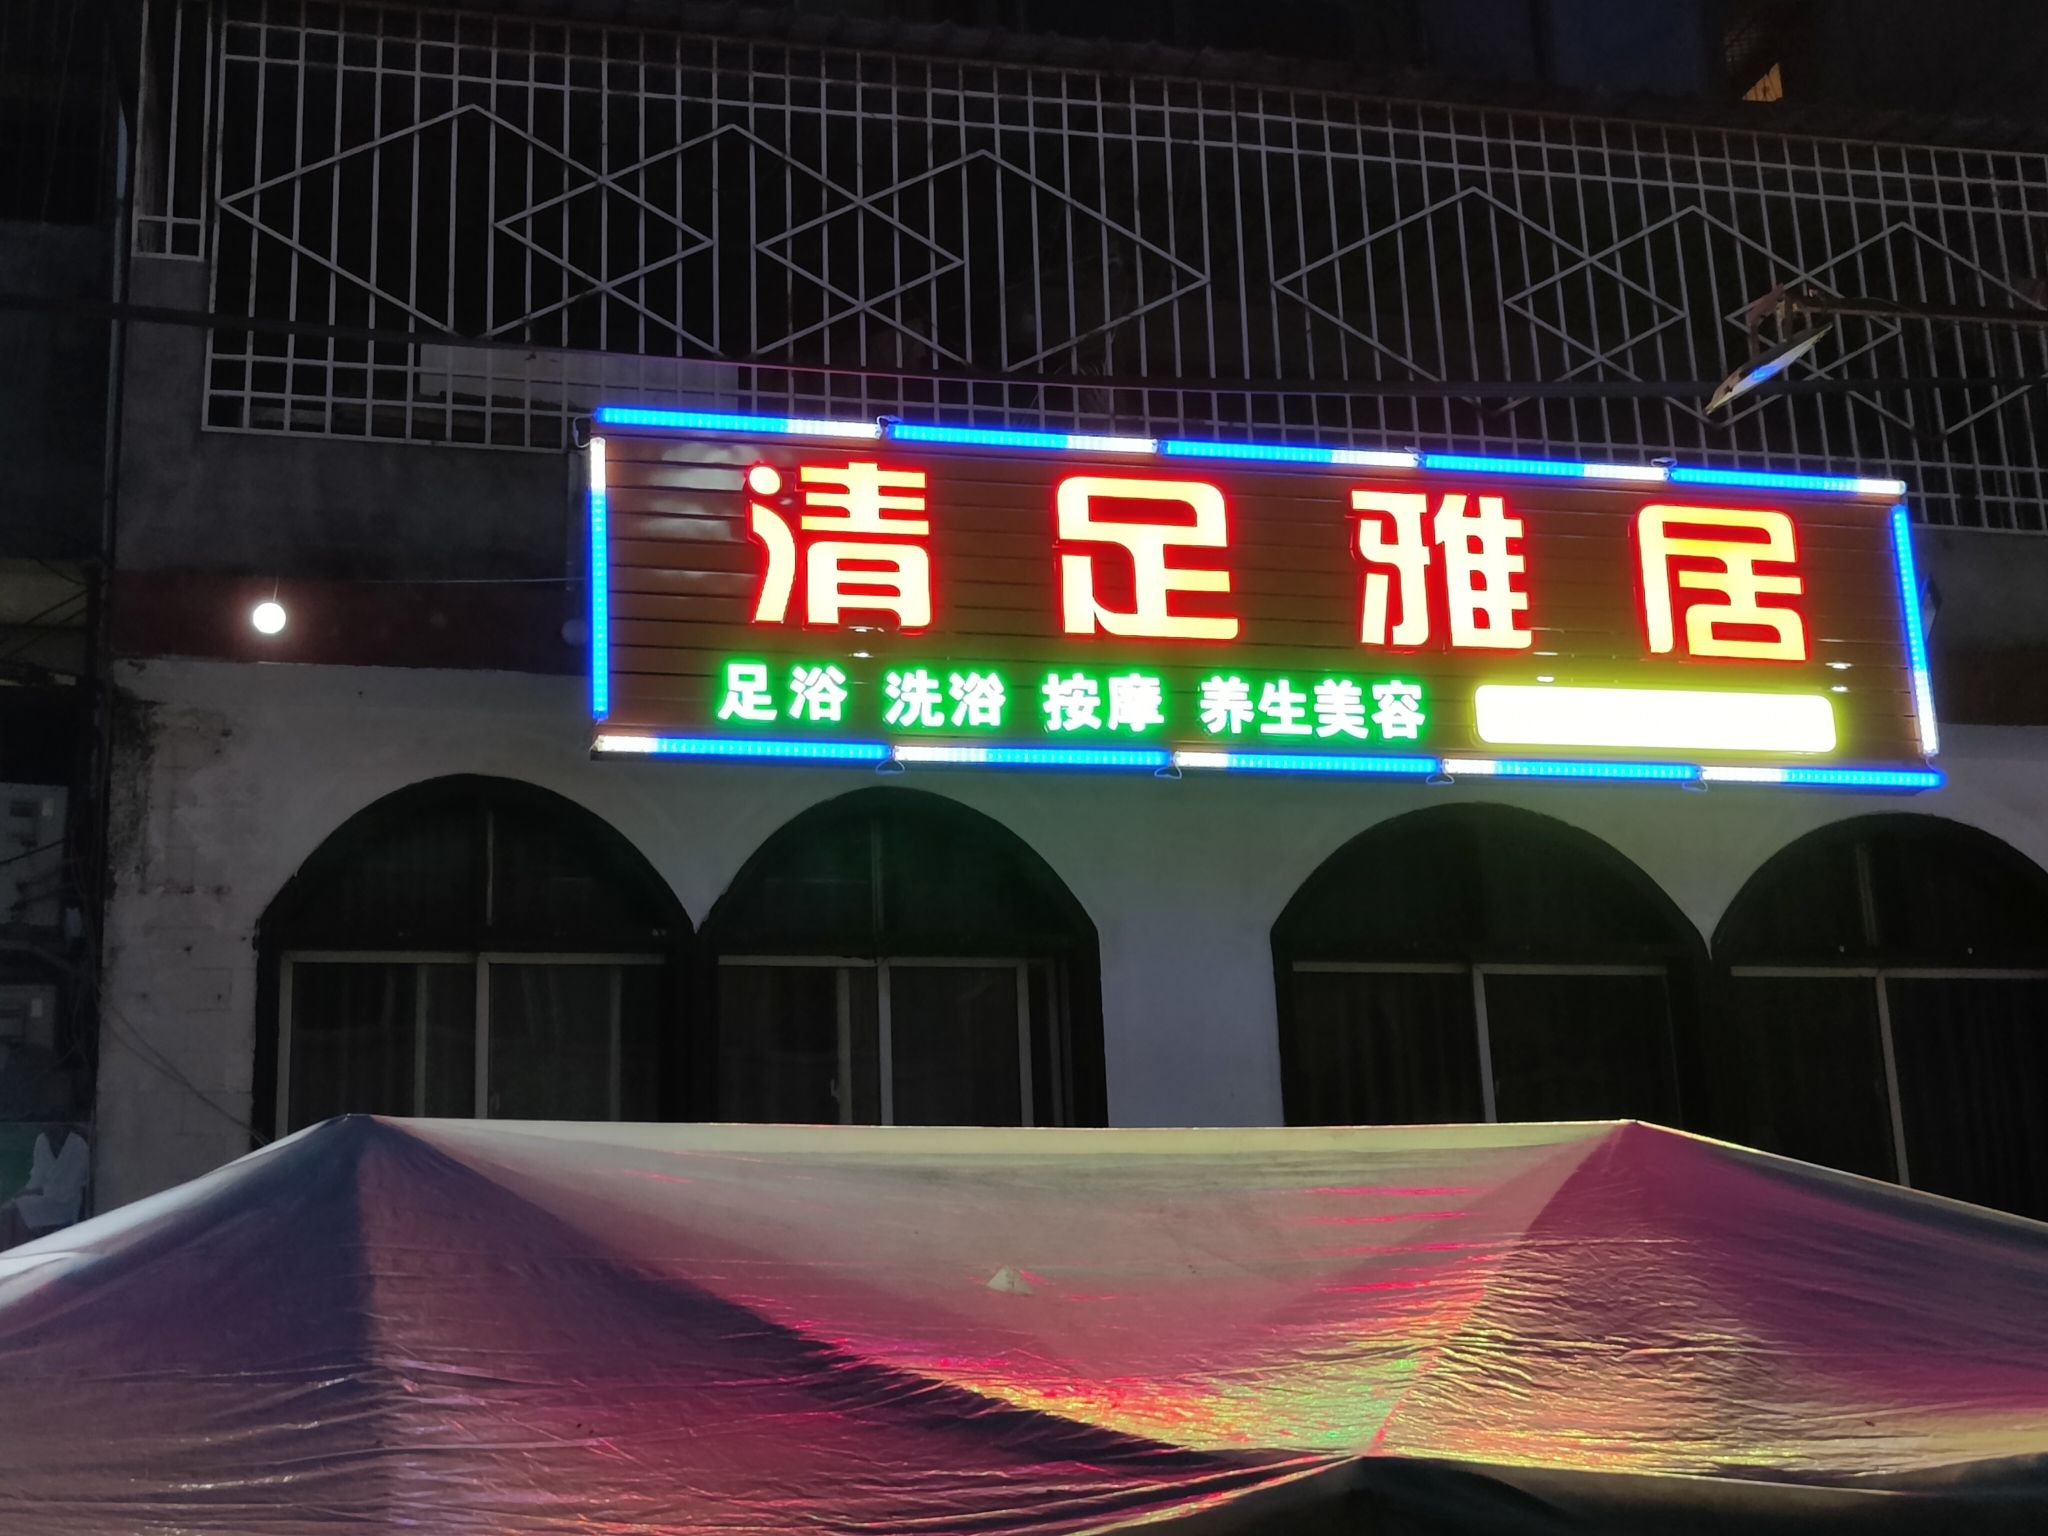 清足雅居
足浴 洗浴 按摩 养生美容